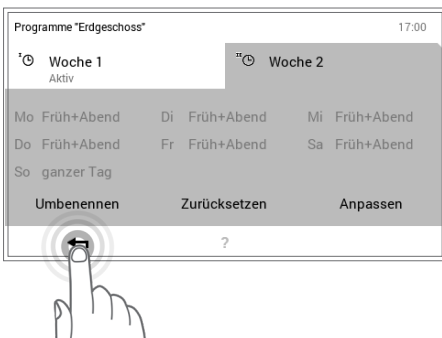 Programme "Erdgeschoss" 17:00
I Woche 1 II Woche 2
Aktiv
Mo Früh+Abend Di Früh+Abend Mi Früh+Abend
Do Früh+Abend Fr Früh+Abend Sa Früh+Abend
So ganzer Tag
Umbenennen Zurücksetzen Anpassen
?